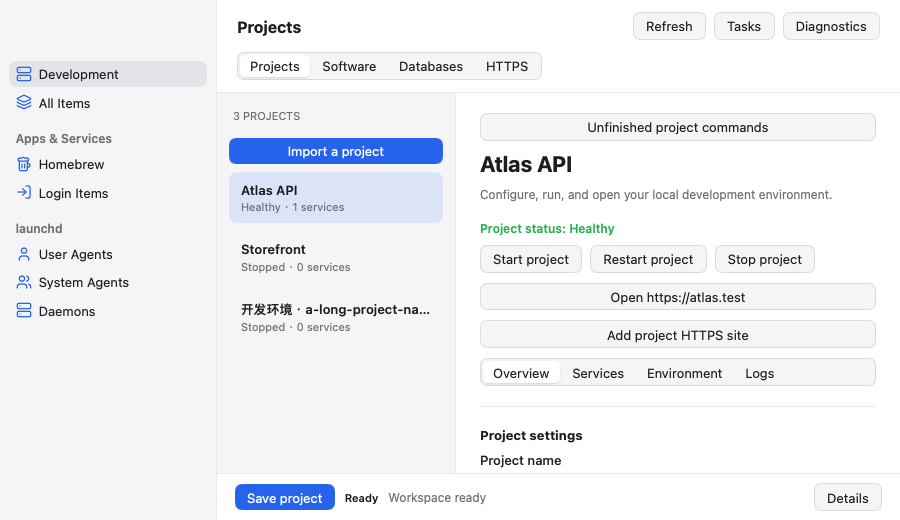 Development
All Items
Apps & Services
Homebrew
Login Items
launchd
User Agents
System Agents
Daemons
Projects
Refresh
Tasks
Diagnostics
Projects
Software
Databases
HTTPS
3 PROJECTS
Import a project
Atlas API
Healthy · 1 services
Storefront
Stopped · 0 services
开发环境 · a-long-project-na...
Stopped · 0 services
Unfinished project commands
Atlas API
Configure, run, and open your local development environment.
Project status: Healthy
Start project
Restart project
Stop project
Open https://atlas.test
Add project HTTPS site
Overview
Services
Environment
Logs
Project settings
Project name
Save project
Ready
Workspace ready
Details